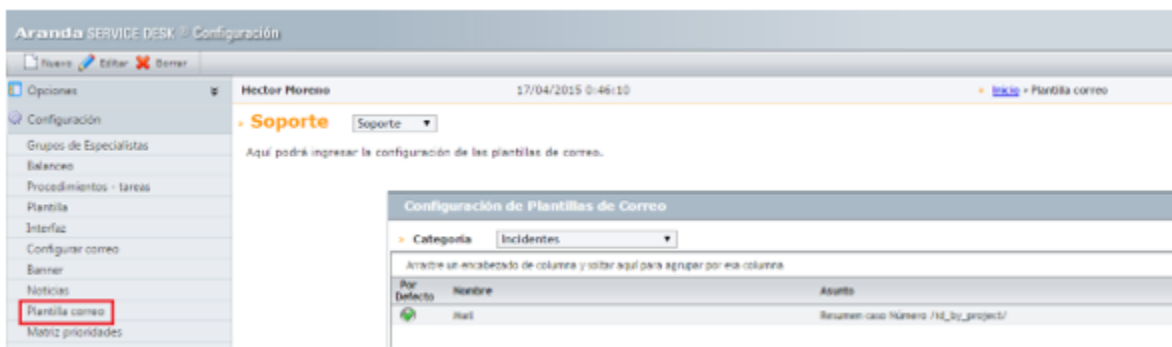 Aranda SERVICE DESK ® Configuración
Nuevo Editar Borrar
Opciones
Hector Moreno 17/04/2015 0:46:10 Inicio » Plantilla correo
Configuración
Soporte Soporte
Grupos de Especialistas
Aquí podrá ingresar la configuración de las plantillas de correo.
Balanceo
Procedimientos - tareas
Plantilla
Configuración de Plantillas de Correo
Interfaz
Categoría Incidentes
Configurar correo
Banner
Arrastre un encabezado de columna y soltar aquí para agrupar por esa columna
Noticias
Por Defecto Nombre Asunto
Plantilla correo
Mail Resumen caso Número /id_by_project/
Matriz prioridades